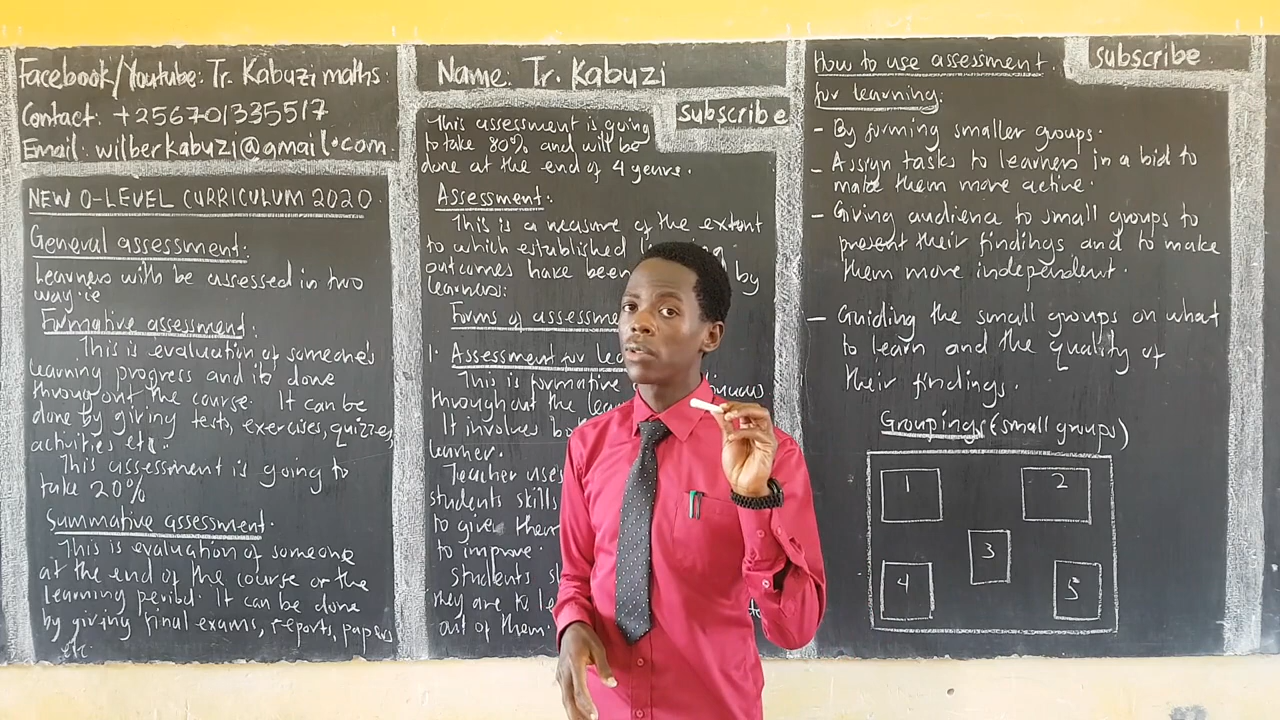 Facebook/Youtube: Tr. Kabuzi maths
Contact: +256701335517
Email: wilberkabuzi@gmail.com
NEW O-LEVEL CURRICULUM 2020
General assessment:
Learners with be assessed in two
way. ie
Formative assessment:
This is evaluation of someone's
learning progress and its done
througout the course. It can be
done by giving tests, exercises, quizzes,
activities etc.
This assessment is going to
take 20%
Summative assessment.
This is evaluation of someone
at the end of the course or the
learning period. It can be done
by giving final exams, reports, papers
etc.
Name: Tr. Kabuzi
subscribe
This assessment is going
to take 80% and will be
done at the end of 4 years.
Assessment:
This is a measure of the extent
to which established
outcomes have been by
learners:
Forms of
1. Assessment for
This is formative
throughout the
It involves
learner.
Teacher uses
students skills
to give them
to improve.
students
they are to
out of them.
How to use assessment
subscribe
for learning:
- By forming smaller groups.
- Assign tasks to learners in a bid to
make them more active.
- Giving audience to small groups to
present their findings and to make
them more independent.
- Guiding the small groups on what
to learn and the quality of
their findings.
Groupings (small groups)
1 2
3
4 5